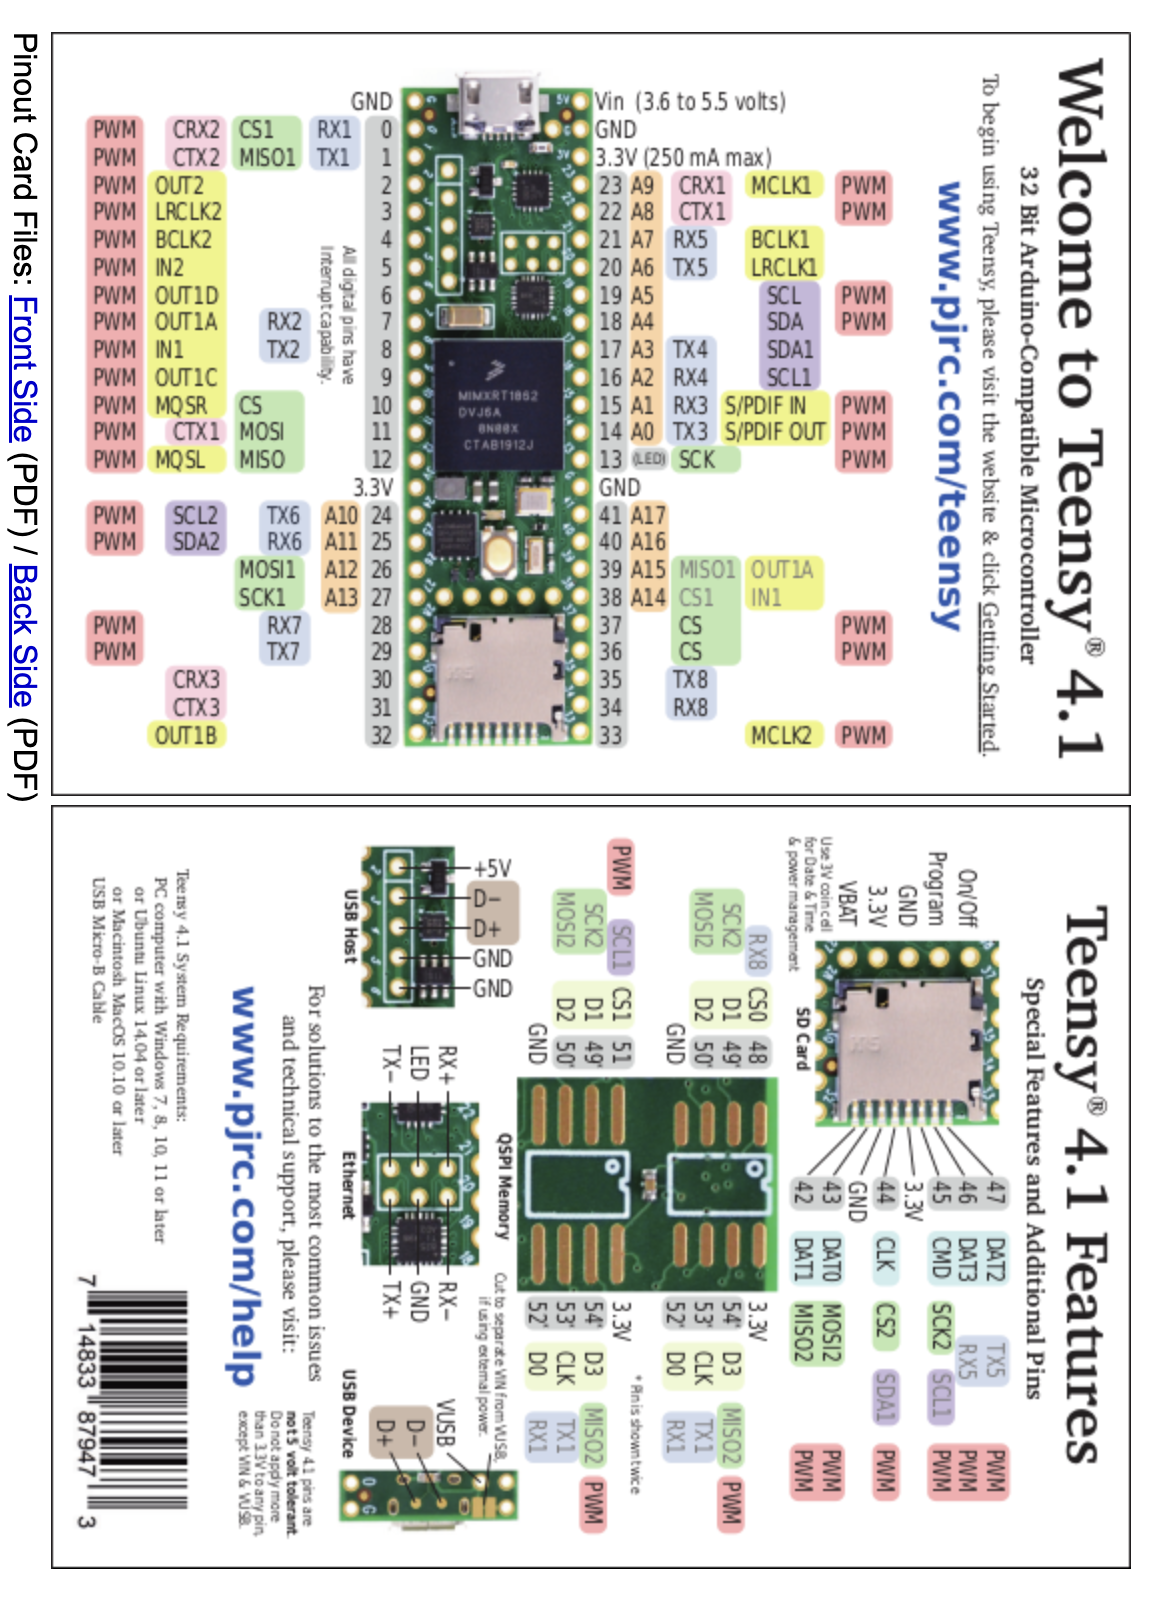 Welcome to Teensy® 4.1
32 Bit Arduino-Compatible Microcontroller
To begin using Teensy, please visit the website & click Getting Started.
www.pjrc.com/teensy
GND Vin (3.6 to 5.5 volts)
PWM CRX2 CS1 RX1 0 GND
PWM CTX2 MISO1 TX1 1 3.3V (250 mA max)
PWM OUT2 2 23 A9 CRX1 MCLK1 PWM
PWM LRCLK2 3 22 A8 CTX1 PWM
PWM BCLK2 4 21 A7 RX5 BCLK1
PWM IN2 5 20 A6 TX5 LRCLK1
PWM OUT1D 6 19 A5 SCL PWM
PWM OUT1A RX2 7 18 A4 SDA PWM
PWM IN1 TX2 8 17 A3 TX4 SDA1
PWM OUT1C 9 16 A2 RX4 SCL1
PWM MQSR CS 10 15 A1 RX3 S/PDIF IN PWM
PWM CTX1 MOSI 11 14 A0 TX3 S/PDIF OUT PWM
PWM MQSL MISO 12 13 (LED) SCK PWM
3.3V GND
PWM SCL2 TX6 A10 24 41 A17
PWM SDA2 RX6 A11 25 40 A16
MOSI1 A12 26 39 A15 MISO1 OUT1A
SCK1 A13 27 38 A14 CS1 IN1
PWM RX7 28 37 CS PWM
PWM TX7 29 36 CS PWM
CRX3 30 35 TX8
CTX3 31 34 RX8
OUT1B 32 33 MCLK2 PWM
All digital pins have
Interrupt capability.
MIMXRT1062
DVJ6A
0N00X
CTAB1912J
Teensy® 4.1 Features
Special Features and Additional Pins
On/Off
Program
GND
3.3V
VBAT
Use 3V coin cell
for Date & Time
& power management
SD Card
47 DAT2 TX5 PWM
46 DAT3 RX5 PWM
45 CMD SCK2 SCL1 PWM
3.3V
44 CLK CS2 SDA1 PWM
GND
43 DAT0 MOSI2 PWM
42 DAT1 MISO2 PWM
RX8 CS0 48 3.3V
SCK2 D1 49* 54* D3 MISO2 PWM
MOSI2 D2 50* 53* CLK TX1
GND 52* D0 RX1
* Pin is shown twice
PWM SCL1 CS1 51 3.3V
SCK2 D1 49* 54* D3 MISO2 PWM
MOSI2 D2 50* 53* CLK TX1
GND 52* D0 RX1
QSPI Memory
+5V
D−
D+
GND
GND
USB Host
RX+ RX−
LED GND
TX− TX+
Ethernet
Cut to separate VIN from VUSB,
if using external power.
VUSB
D−
D+
USB Device
For solutions to the most common issues
and technical support, please visit:
www.pjrc.com/help
Teensy 4.1 pins are
not 5 volt tolerant.
Do not apply more
than 3.3V to any pin,
except VIN & VUSB.
Teensy 4.1 System Requirements:
PC computer with Windows 7, 8, 10, 11 or later
or Ubuntu Linux 14.04 or later
or Macintosh MacOS 10.10 or later
USB Micro-B Cable
7 14833 87947 3
Pinout Card Files: Front Side (PDF) / Back Side (PDF)